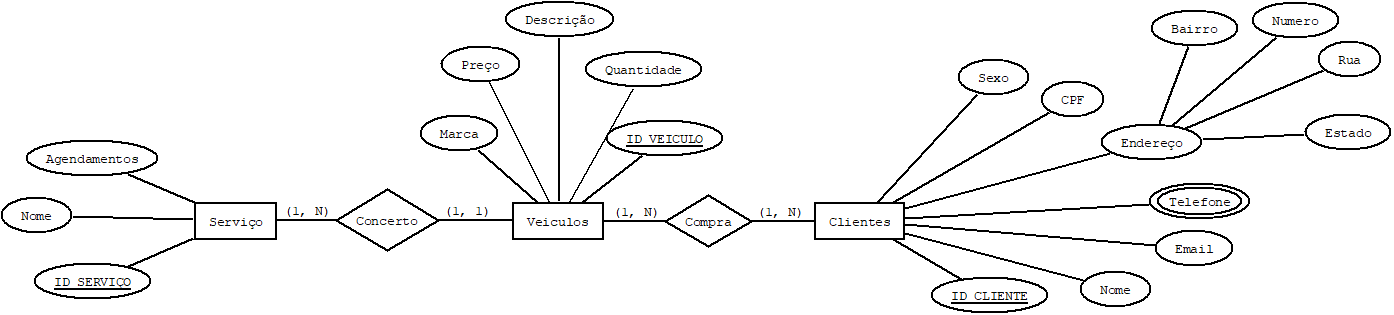 Descrição
Bairro
Numero
Preço
Quantidade
Sexo
Rua
CPF
Marca
ID VEICULO
Endereço
Estado
Agendamentos
Telefone
Nome
Serviço
(1, N)
Concerto
(1, 1)
Veiculos
(1, N)
Compra
(1, N)
Clientes
Email
ID SERVIÇO
ID CLIENTE
Nome